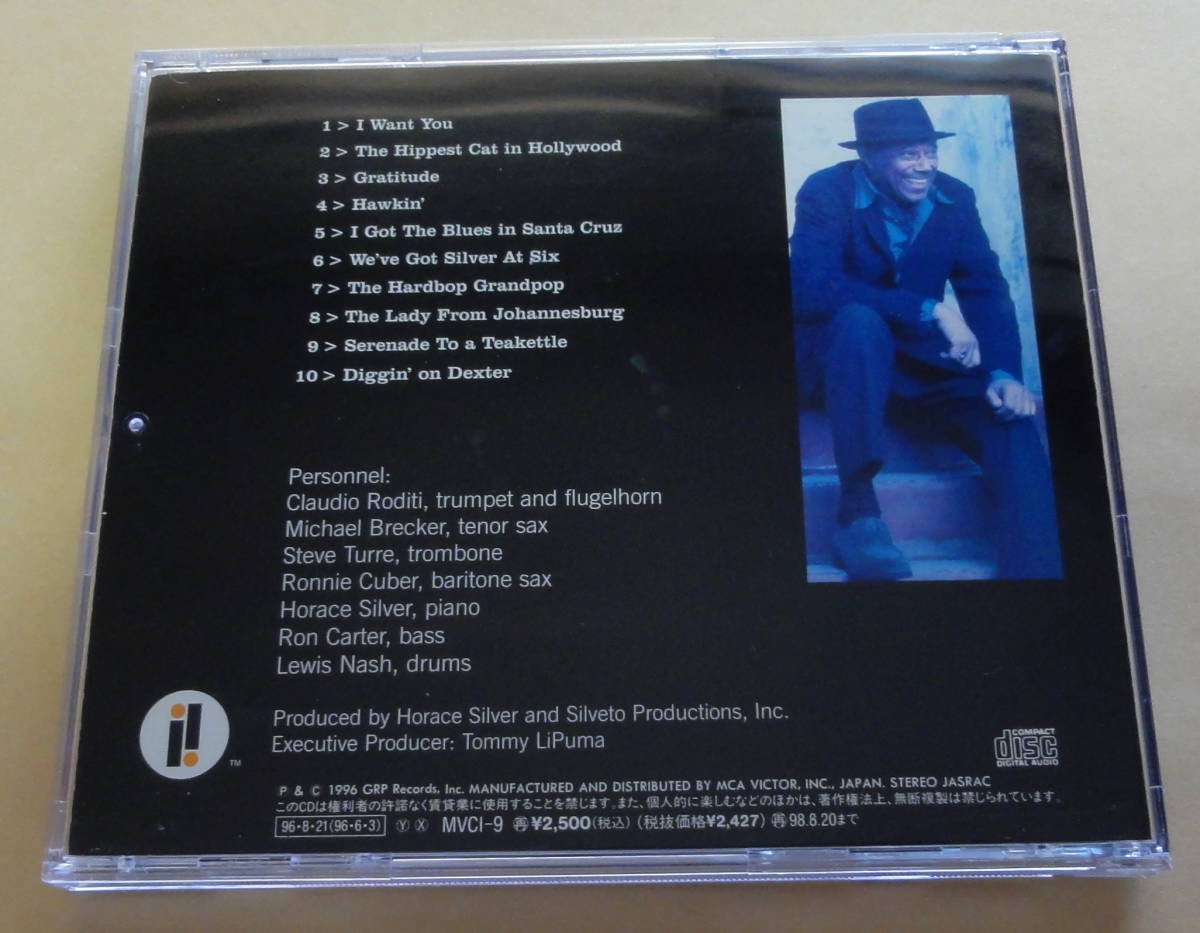 1 > I Want You
2 > The Hippest Cat in Hollywood
3 > Gratitude
4 > Hawkin'
5 > I Got The Blues in Santa Cruz
6 > We've Got Silver At Six
7 > The Hardbop Grandpop
8 > The Lady From Johannesburg
9 > Serenade To a Teakettle
10 > Diggin' on Dexter
Personnel:
Claudio Roditi, trumpet and flugelhorn
Michael Brecker, tenor sax
Steve Turre, trombone
Ronnie Cuber, baritone sax
Horace Silver, piano
Ron Carter, bass
Lewis Nash, drums
Produced by Horace Silver and Silveto Productions, Inc.
Executive Producer: Tommy LiPuma
i!
TM
COMPACT
disc
DIGITAL AUDIO
Ⓟ & © 1996 GRP Records, Inc. MANUFACTURED AND DISTRIBUTED BY MCA VICTOR, INC., JAPAN. STEREO JASRAC
このCDは権利者の許諾なく賃貸業に使用することを禁じます。また、個人的に楽しむなどのほかは、著作権法上、無断複製は禁じられています。
96・8・21(96・6・3) Ⓨ Ⓧ MVCI-9 再¥2,500(税込) (税抜価格¥2,427) 再98.8.20まで